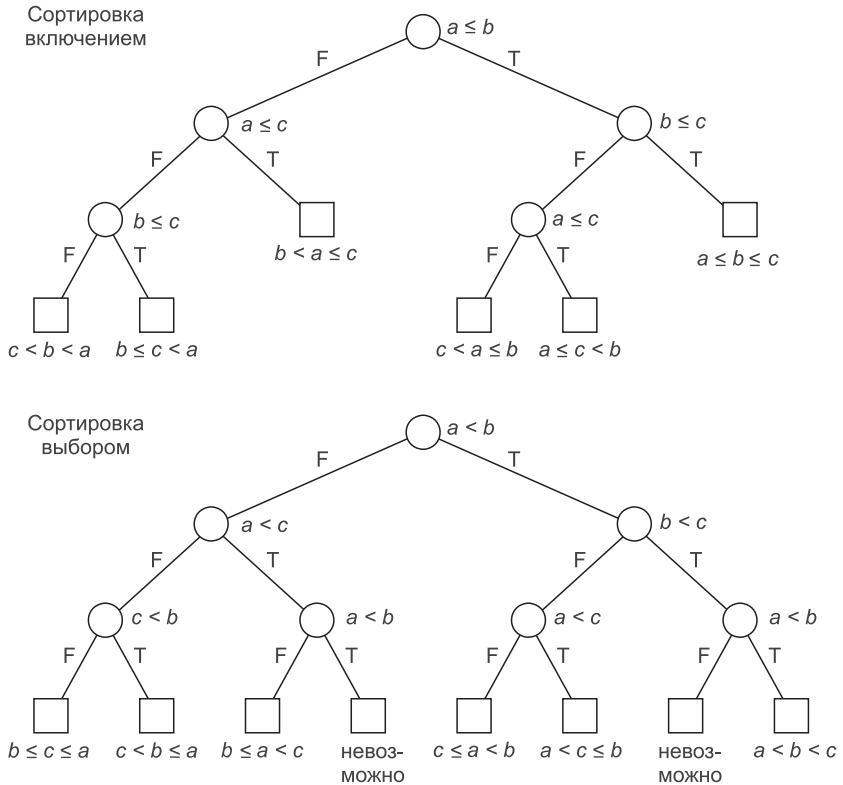 Сортировка
включением
a ≤ b
F T
a ≤ c b ≤ c
F T F T
b ≤ c a ≤ c
b < a ≤ c a ≤ b ≤ c
F T F T
c < b < a b ≤ c < a c < a ≤ b a ≤ c < b
Сортировка
выбором
a < b
F T
a < c b < c
F T F T
c < b a < b a < c a < b
F T F T F T F T
b ≤ c ≤ a c < b ≤ a b ≤ a < c невоз- c ≤ a < b a < c ≤ b невоз- a < b < c
можно можно